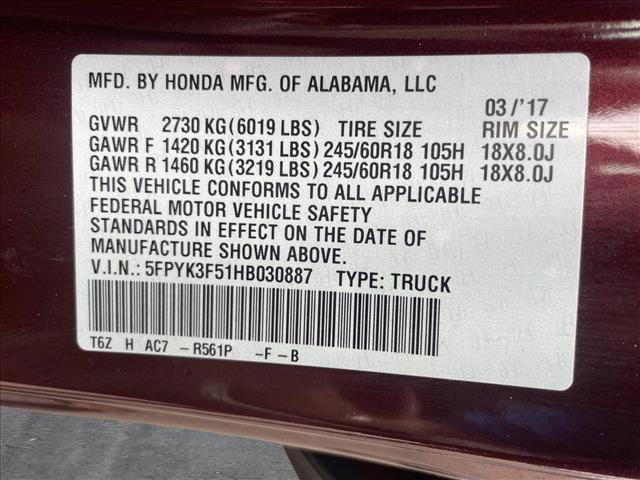 MFD. BY HONDA MFG. OF ALABAMA, LLC
03/'17
GVWR 2730 KG(6019 LBS) TIRE SIZE RIM SIZE
GAWR F 1420 KG(3131 LBS) 245/60R18 105H 18X8.0J
GAWR R 1460 KG(3219 LBS) 245/60R18 105H 18X8.0J
THIS VEHICLE CONFORMS TO ALL APPLICABLE
FEDERAL MOTOR VEHICLE SAFETY
STANDARDS IN EFFECT ON THE DATE OF
MANUFACTURE SHOWN ABOVE.
V.I.N.: 5FPYK3F51HB030887 TYPE: TRUCK
T6Z H AC7 -R561P -F-B